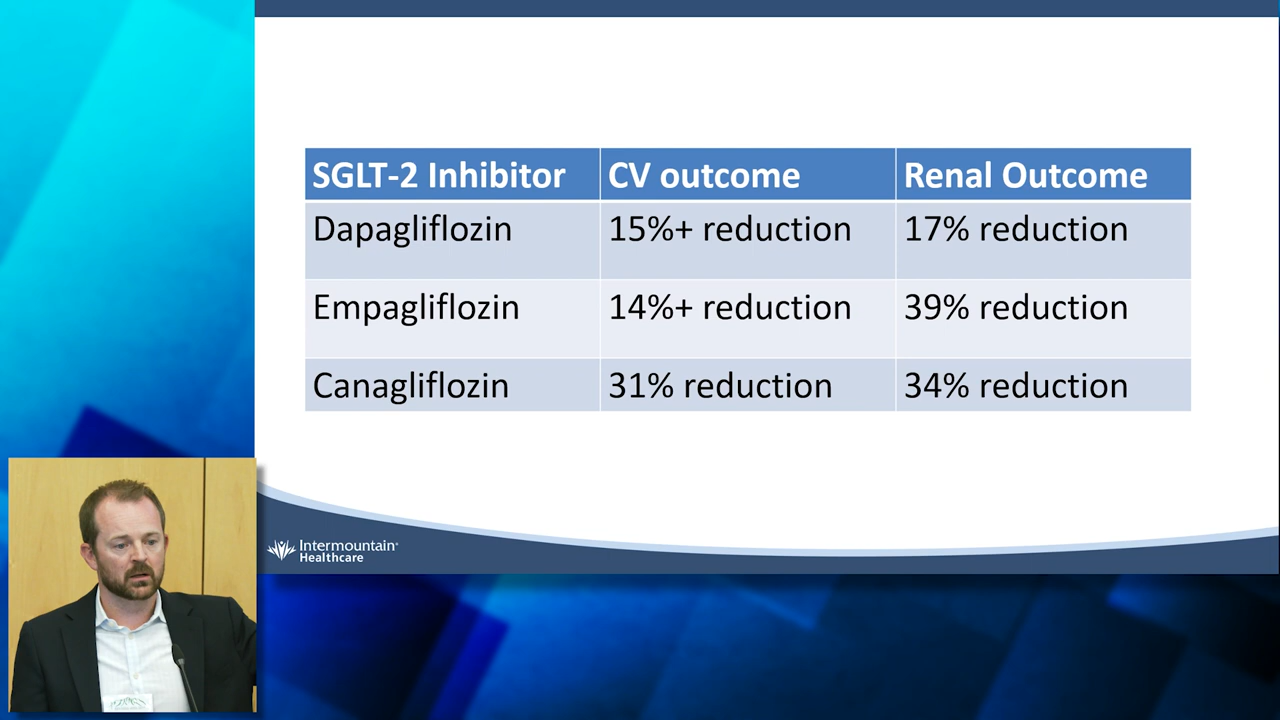 SGLT-2 Inhibitor CV outcome Renal Outcome
Dapagliflozin 15%+ reduction 17% reduction
Empagliflozin 14%+ reduction 39% reduction
Canagliflozin 31% reduction 34% reduction
Intermountain®
Healthcare